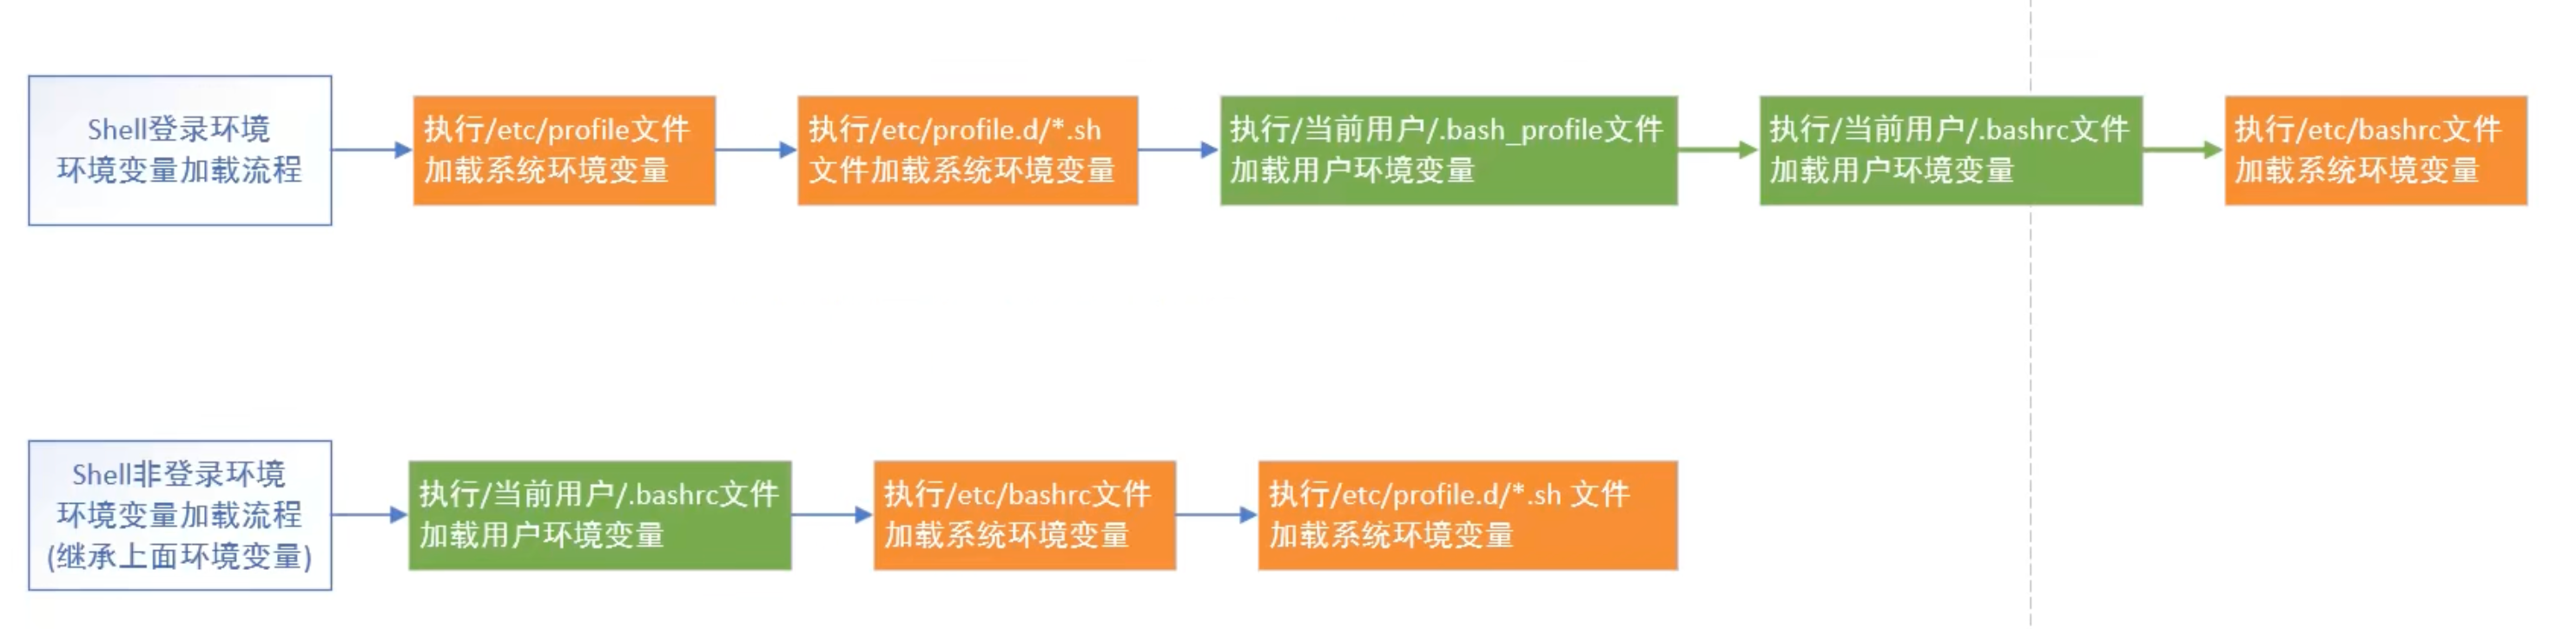 Shell登录环境
环境变量加载流程
执行/etc/profile文件
加载系统环境变量
执行/etc/profile.d/*.sh
文件加载系统环境变量
执行/当前用户/.bash_profile文件
加载用户环境变量
执行/当前用户/.bashrc文件
加载用户环境变量
执行/etc/bashrc文件
加载系统环境变量
Shell非登录环境
环境变量加载流程
(继承上面环境变量)
执行/当前用户/.bashrc文件
加载用户环境变量
执行/etc/bashrc文件
加载系统环境变量
执行/etc/profile.d/*.sh 文件
加载系统环境变量